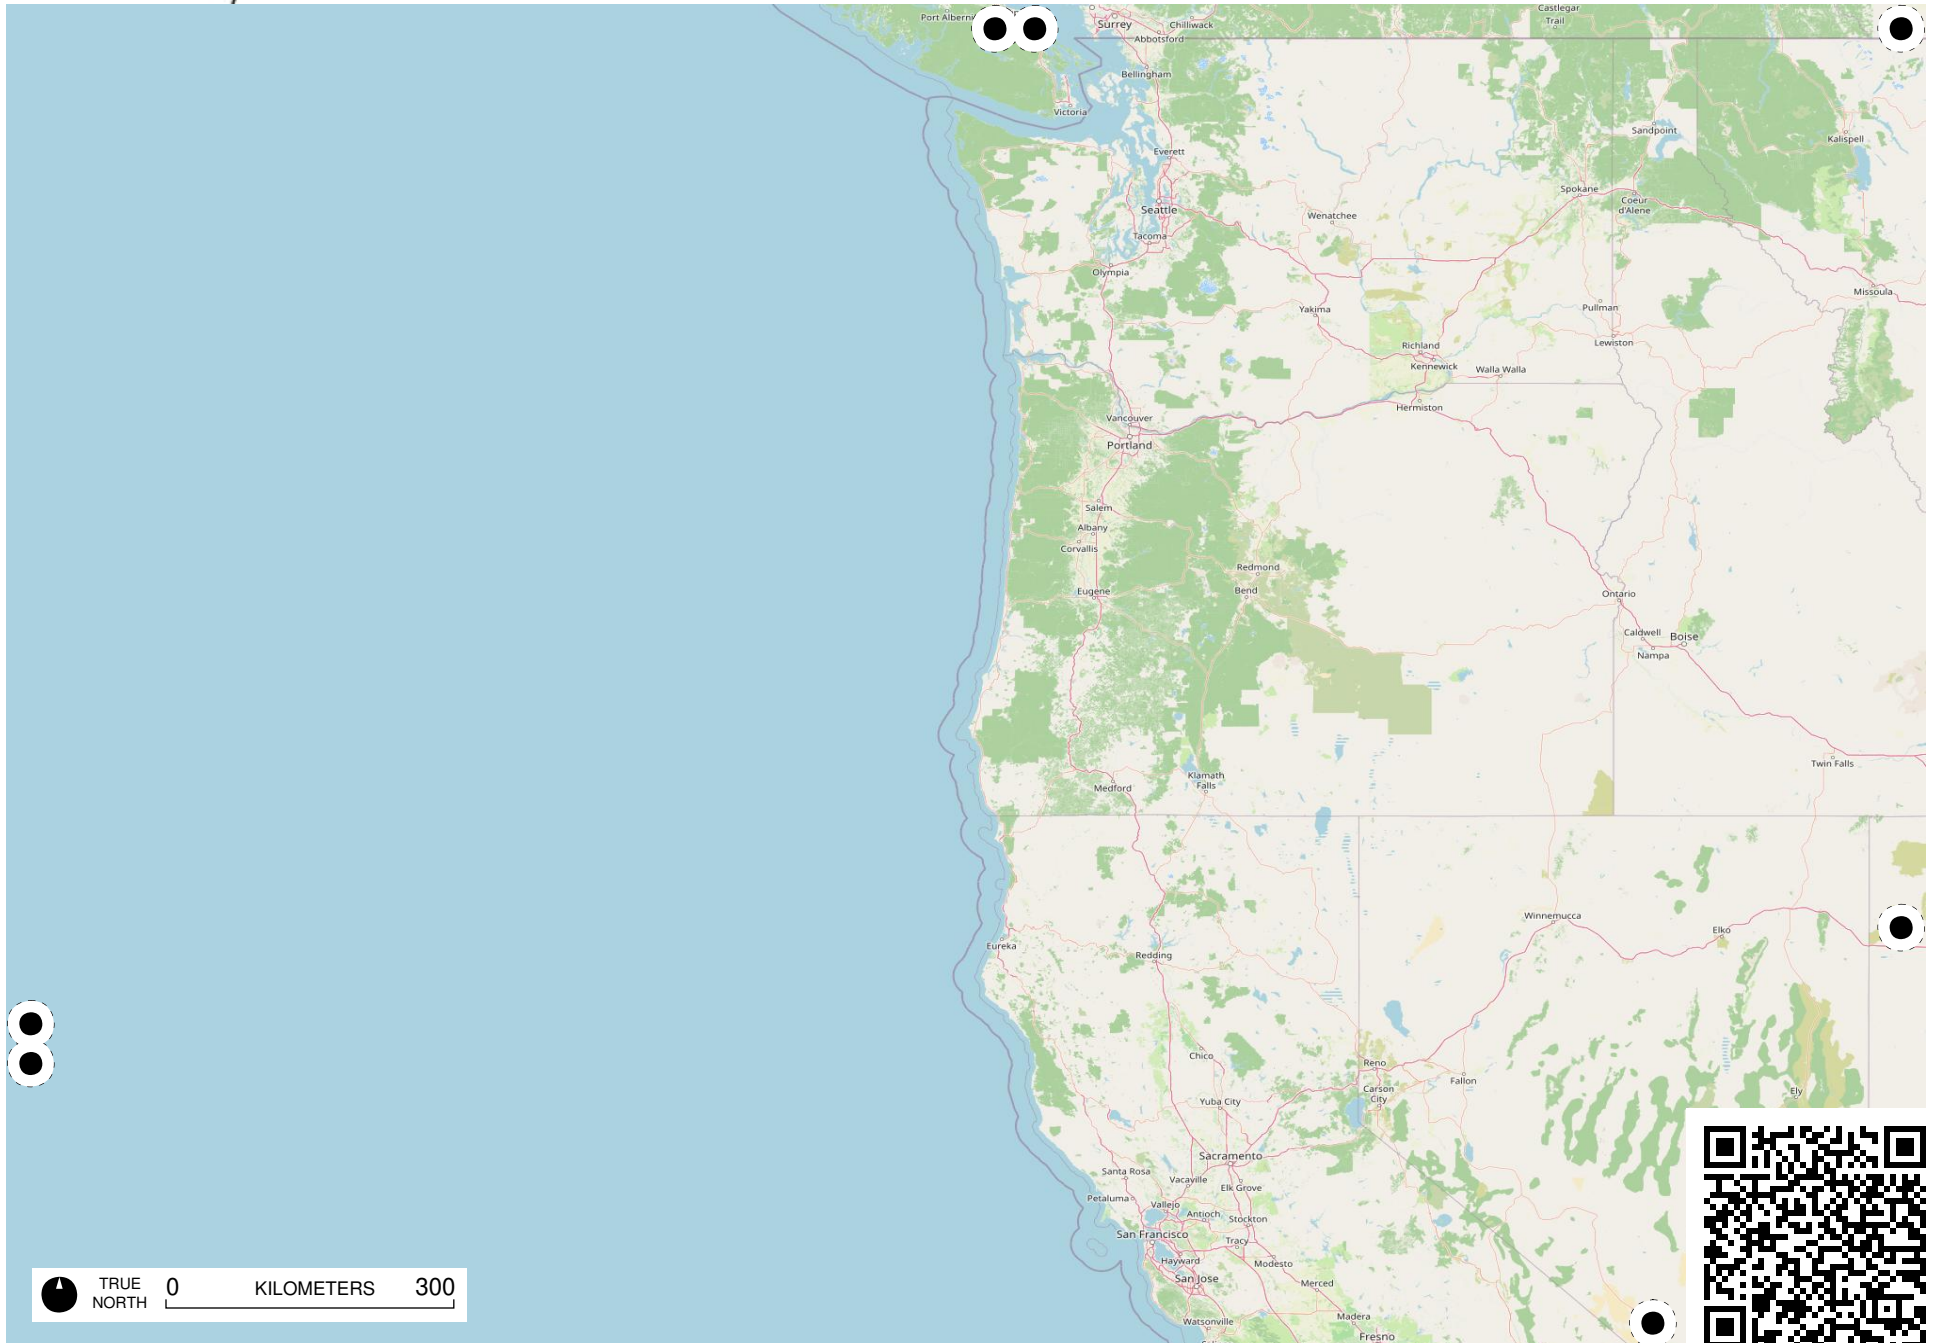 Castlegar
Surrey
Chilliwack
Trail
Abbotsford
Bellingham
Victoria
Sandpoint
Kalispell
Everett
Spokane
Seattle
Coeur
d'Alene
Wenatchee
Tacoma
Olympia
Missoula
Yakima
Pullman
Lewiston
Richland
Kennewick
Walla Walla
Hermiston
Vancouver
Portland
Salem
Albany
Corvallis
Redmond
Eugene
Bend
Ontario
Caldwell
Boise
Nampa
Twin Falls
Klamath
Falls
Medford
Winnemucca
Elko
Eureka
Redding
Chico
Reno
Fallon
Carson
City
Ely
Yuba City
Sacramento
Santa Rosa
Vacaville
Elk Grove
Petaluma
Vallejo
Antioch
Stockton
San Francisco
Tracy
Hayward
Modesto
San Jose
Merced
Watsonville
Madera
Fresno
TRUE
NORTH
0 KILOMETERS 300